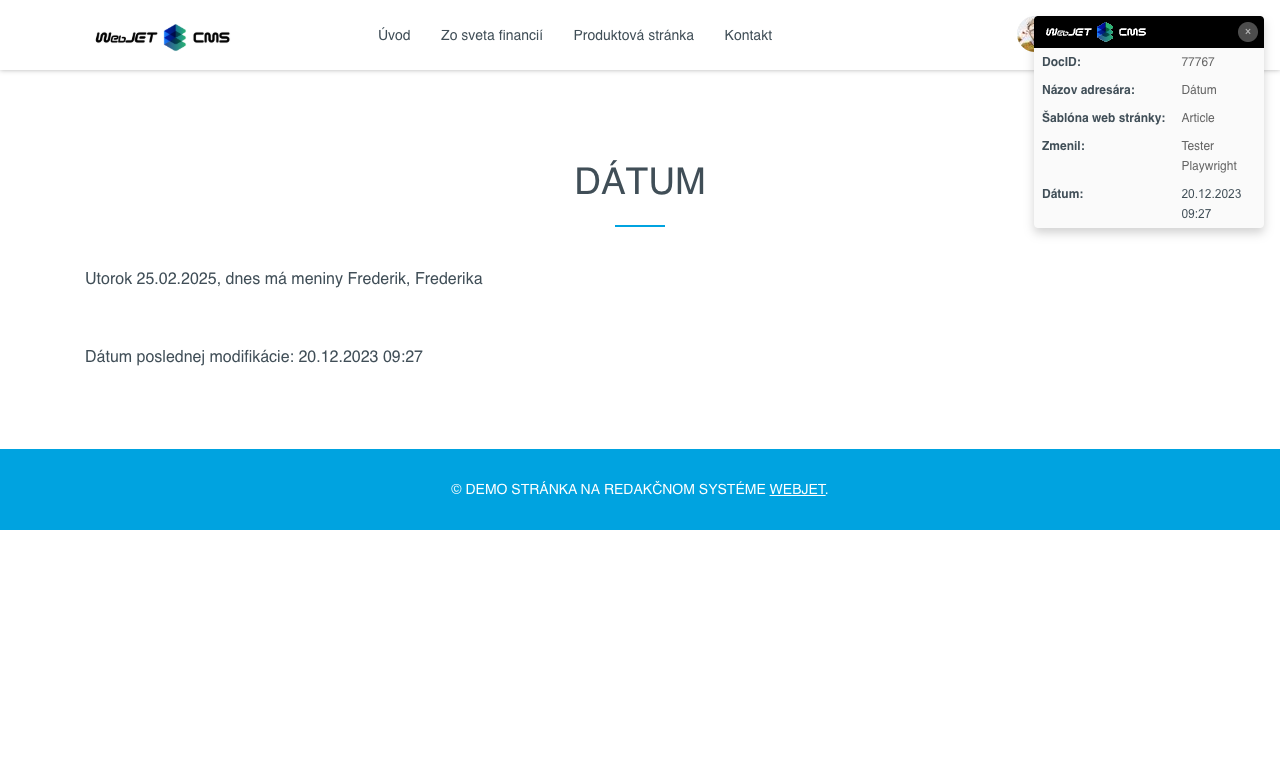 WebJET CMS
Úvod
Zo sveta financií
Produktová stránka
Kontakt
WebJET CMS
×
DocID: 77767
Názov adresára: Dátum
Šablóna web stránky: Article
Zmenil: Tester
Playwright
Dátum: 20.12.2023
09:27
DÁTUM
Utorok 25.02.2025, dnes má meniny Frederik, Frederika
Dátum poslednej modifikácie: 20.12.2023 09:27
© DEMO STRÁNKA NA REDAKČNOM SYSTÉME WEBJET.